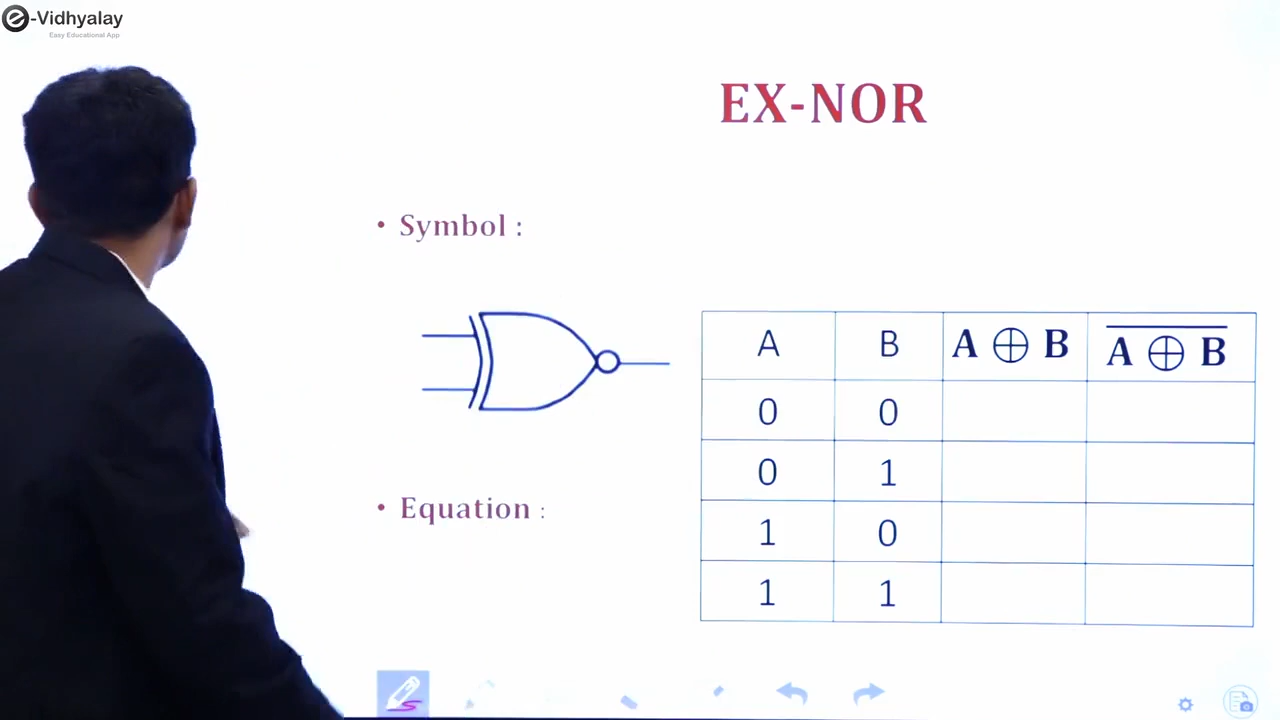 e-Vidhyalay
Easy Educational App
EX-NOR
• Symbol :
A B A ⊕ B A̅ ̅⊕̅ ̅B̅
0 0
0 1
1 0
1 1
• Equation :